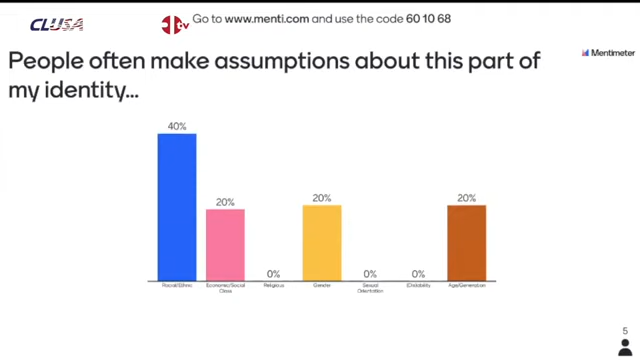 CLUSA
Go to www.menti.com and use the code 60 10 68
Mentimeter
People often make assumptions about this part of
my identity...
40%
20%
0%
20%
0%
0%
20%
Racial/Ethnic
Economic/Social
Class
Religious
Gender
Sexual
Orientation
(Dis)ability
Age/Generation
5